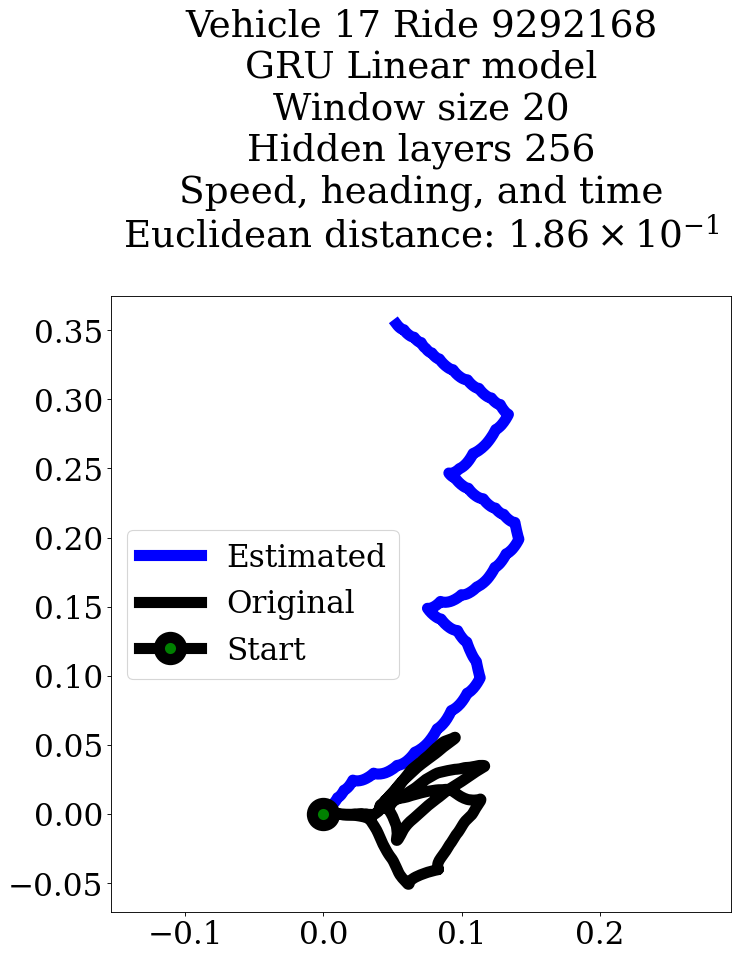 Vehicle 17 Ride 9292168
GRU Linear model
Window size 20
Hidden layers 256
Speed, heading, and time
Euclidean distance: 1.86 × 10⁻¹
0.35
0.30
0.25
0.20
0.15
0.10
0.05
0.00
−0.05
Estimated
Original
Start
−0.1
0.0
0.1
0.2